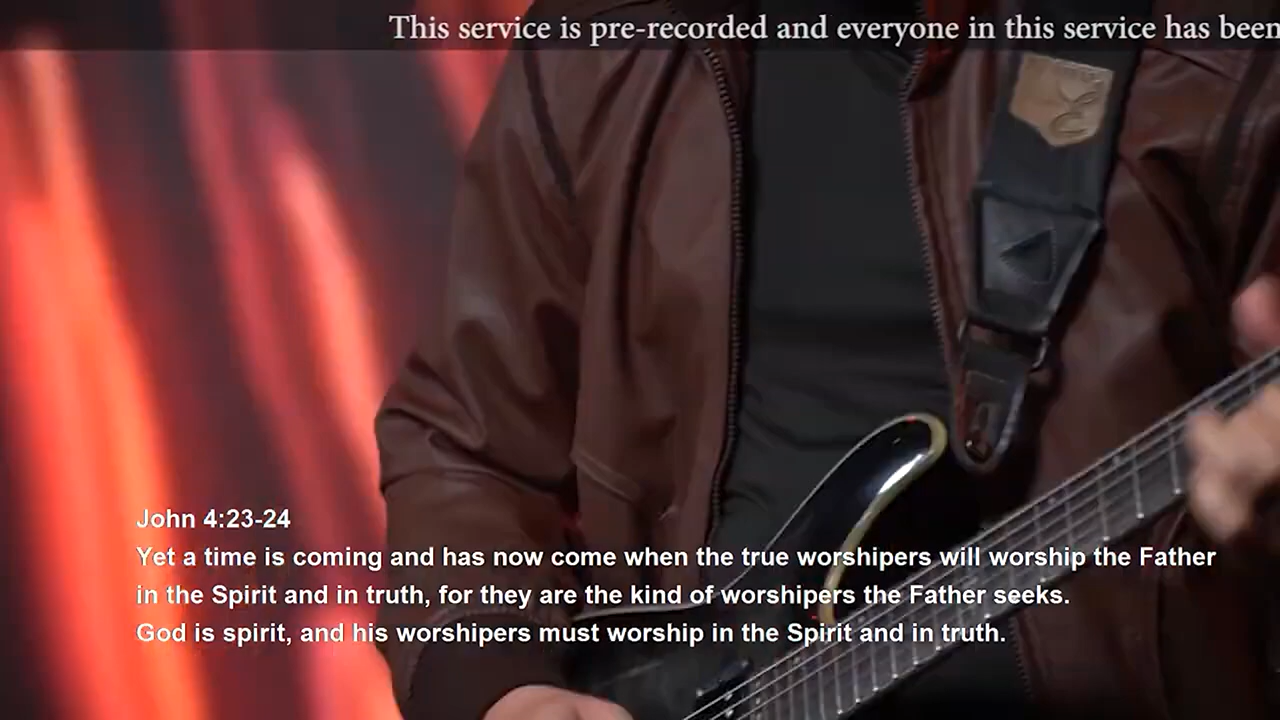 This service is pre-recorded and everyone in this service has been
John 4:23-24
Yet a time is coming and has now come when the true worshipers will worship the Father
in the Spirit and in truth, for they are the kind of worshipers the Father seeks.
God is spirit, and his worshipers must worship in the Spirit and in truth.